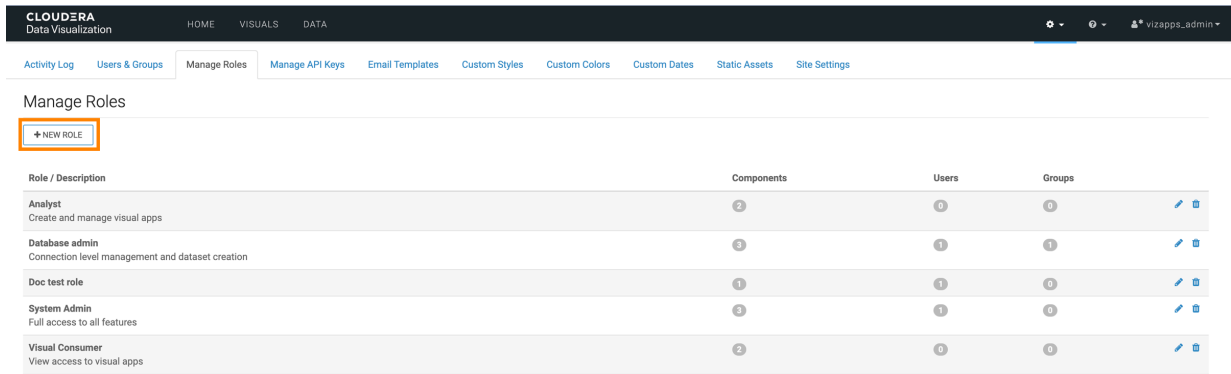 CLOUDERA
Data Visualization
HOME VISUALS DATA
vizapps_admin
Activity Log Users & Groups Manage Roles Manage API Keys Email Templates Custom Styles Custom Colors Custom Dates Static Assets Site Settings
Manage Roles
+ NEW ROLE
Role / Description Components Users Groups
Analyst
Create and manage visual apps
2 0 0
Database admin
Connection level management and dataset creation
3 1 1
Doc test role 1 1 0
System Admin
Full access to all features
3 1 0
Visual Consumer
View access to visual apps
2 0 0